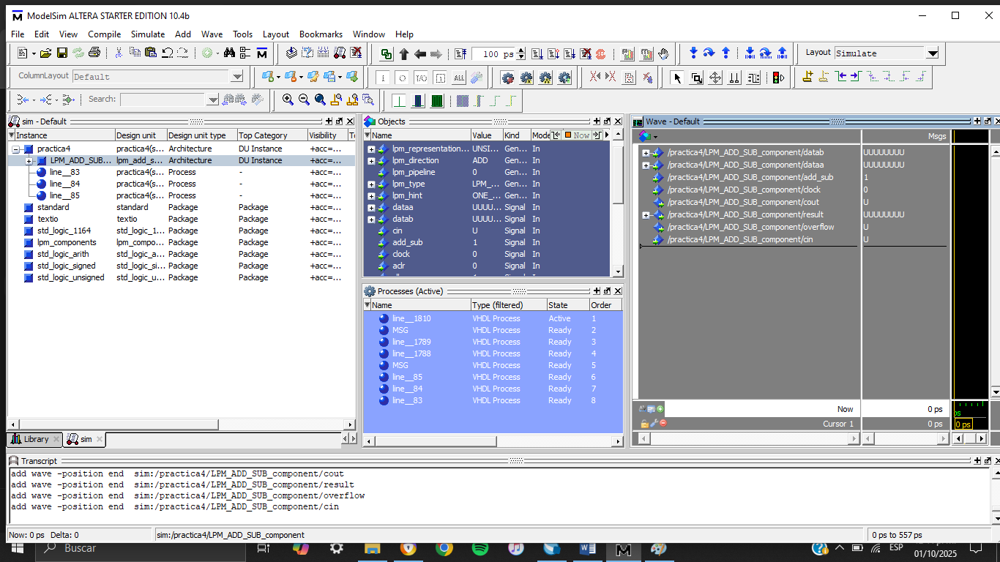 ModelSim ALTERA STARTER EDITION 10.4b
File Edit View Compile Simulate Add Wave Tools Layout Bookmarks Window Help
100 ps
Layout Simulate
ColumnLayout Default
ALL
Search:
sim - Default
Instance Design unit Design unit type Top Category Visibility
practica4 practica4(s... Architecture DU Instance +acc=...
LPM_ADD_SUB... lpm_add_s... Architecture DU Instance +acc=...
line__83 practica4(s... Process - +acc=...
line__84 practica4(s... Process - +acc=...
line__85 practica4(s... Process - +acc=...
standard standard Package Package +acc=...
textio textio Package Package +acc=...
std_logic_1164 std_logic_1... Package Package +acc=...
lpm_components lpm_compo... Package Package +acc=...
std_logic_arith std_logic_a... Package Package +acc=...
std_logic_signed std_logic_si... Package Package +acc=...
std_logic_unsigned std_logic_u... Package Package +acc=...
Library sim
Objects
Name Value Kind Mode Now
lpm_representation... UNSI... Gen... In
lpm_direction ADD Gen... In
lpm_pipeline 0 Gen... In
lpm_type LPM_... Gen... In
lpm_hint ONE_... Gen... In
dataa UUUU... Signal In
datab UUUU... Signal In
cin U Signal In
add_sub 1 Signal In
clock 0 Signal In
aclr 0 Signal In
Processes (Active)
Name Type (filtered) State Order
line__1810 VHDL Process Active 1
MSG VHDL Process Ready 2
line__1789 VHDL Process Ready 3
line__1788 VHDL Process Ready 4
MSG VHDL Process Ready 5
line__85 VHDL Process Ready 6
line__84 VHDL Process Ready 7
line__83 VHDL Process Ready 8
Wave - Default
Msgs
/practica4/LPM_ADD_SUB_component/datab UUUUUUUU
/practica4/LPM_ADD_SUB_component/dataa UUUUUUUU
/practica4/LPM_ADD_SUB_component/add_sub 1
/practica4/LPM_ADD_SUB_component/clock 0
/practica4/LPM_ADD_SUB_component/cout U
/practica4/LPM_ADD_SUB_component/result UUUUUUUU
/practica4/LPM_ADD_SUB_component/overflow U
/practica4/LPM_ADD_SUB_component/cin U
Now 0 ps ps
Cursor 1 0 ps 0 ps
Transcript
add wave -position end sim:/practica4/LPM_ADD_SUB_component/cout
add wave -position end sim:/practica4/LPM_ADD_SUB_component/result
add wave -position end sim:/practica4/LPM_ADD_SUB_component/overflow
add wave -position end sim:/practica4/LPM_ADD_SUB_component/cin
Now: 0 ps Delta: 0 sim:/practica4/LPM_ADD_SUB_component 0 ps to 557 ps
Buscar
ESP
01/10/2025